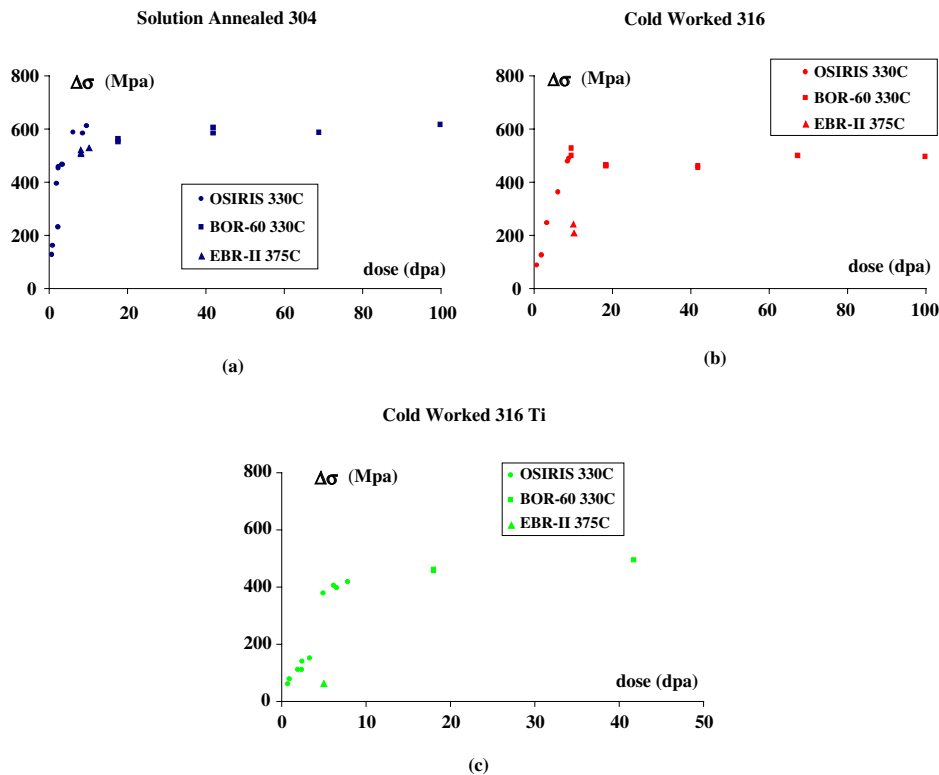 Solution Annealed 304
Δσ (Mpa)
800
600
400
200
0
OSIRIS 330C
BOR-60 330C
EBR-II 375C
dose (dpa)
0 20 40 60 80 100
(a)
Cold Worked 316
Δσ (Mpa)
800
600
400
200
0
OSIRIS 330C
BOR-60 330C
EBR-II 375C
dose (dpa)
0 20 40 60 80 100
(b)
Cold Worked 316 Ti
Δσ (Mpa)
800
600
400
200
0
OSIRIS 330C
BOR-60 330C
EBR-II 375C
dose (dpa)
0 10 20 30 40 50
(c)